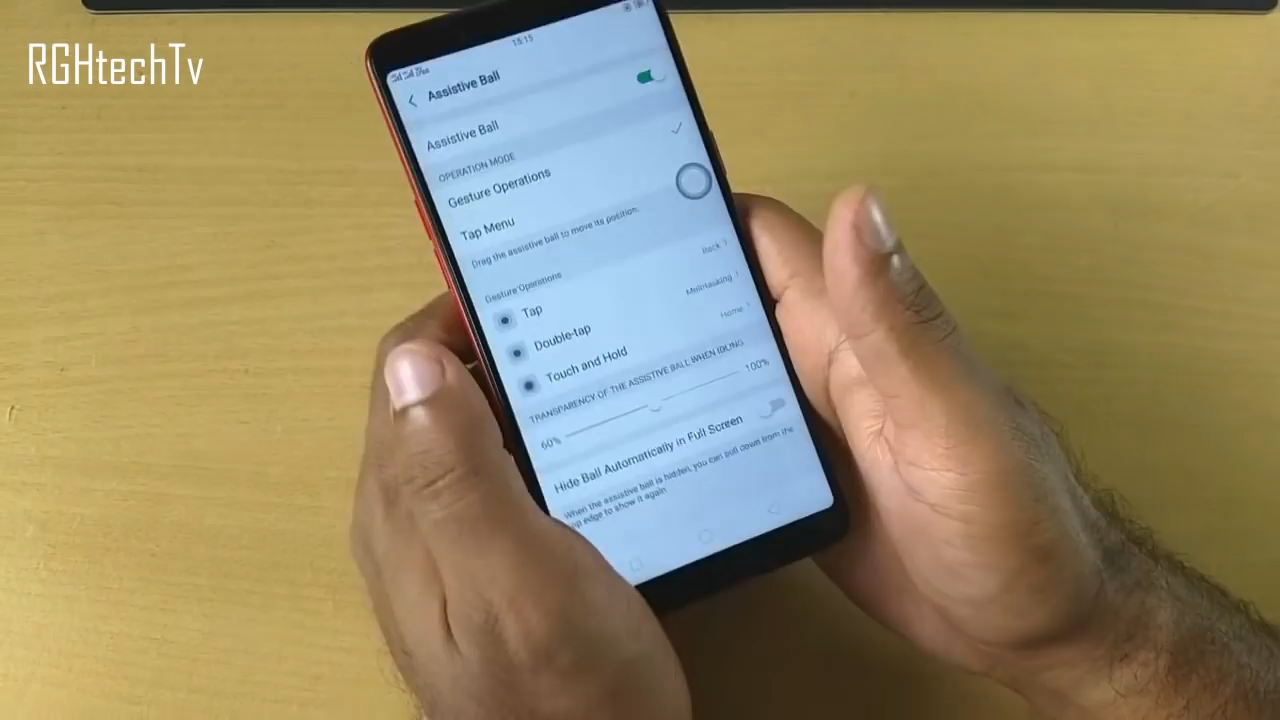 RGHtechTv
15:15
Assistive Ball
Assistive Ball
OPERATION MODE
Gesture Operations
Tap Menu
Drag the assistive ball to move its position.
Gesture Operations
Tap Back
Double-tap Multitasking
Touch and Hold Home
TRANSPARENCY OF THE ASSISTIVE BALL WHEN IDLING
60% 100%
Hide Ball Automatically in Full Screen
When the assistive ball is hidden, you can pull down from the
top edge to show it again